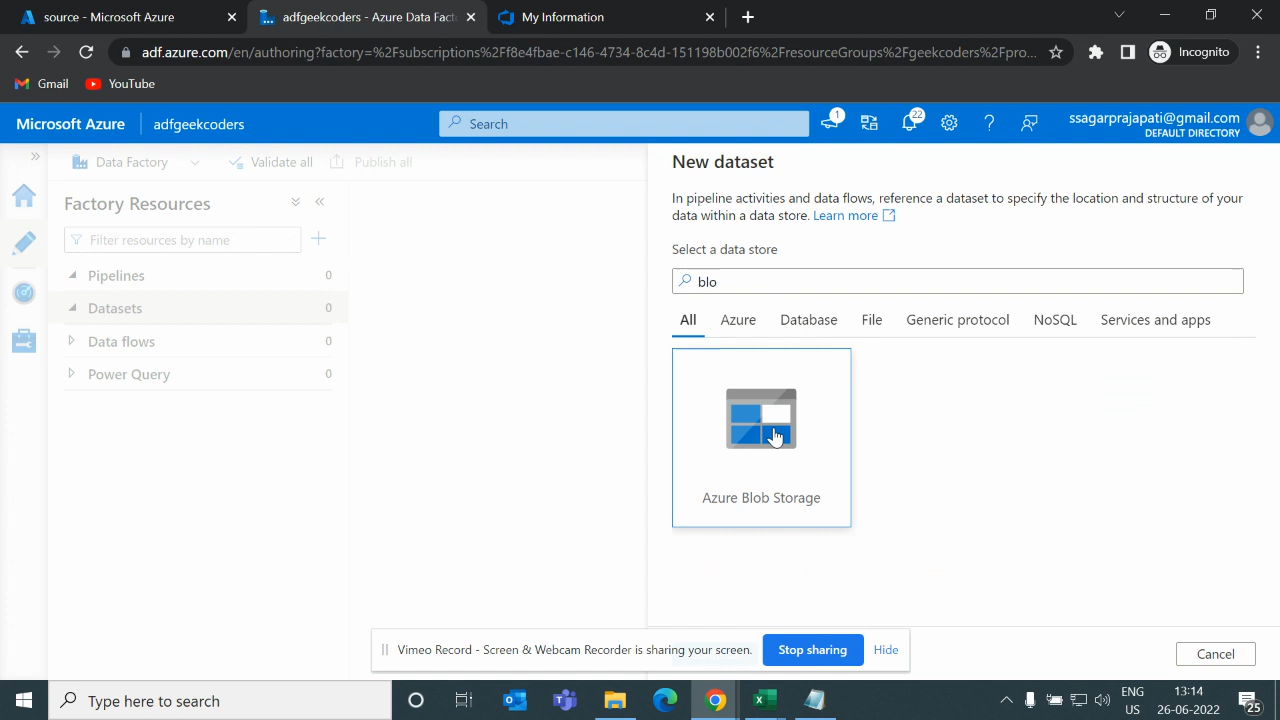 source - Microsoft Azure
adfgeekcoders - Azure Data Fact
My Information
adf.azure.com/en/authoring?factory=%2Fsubscriptions%2Ff8e4fbae-c146-4734-8c4d-151198b002f6%2FresourceGroups%2Fgeekcoders%2Fpro...
Incognito
Gmail
YouTube
Microsoft Azure
adfgeekcoders
Search
1
22
ssagarprajapati@gmail.com
DEFAULT DIRECTORY
Data Factory
Validate all
Publish all
Factory Resources
Filter resources by name
Pipelines 0
Datasets 0
Data flows 0
Power Query 0
New dataset
In pipeline activities and data flows, reference a dataset to specify the location and structure of your
data within a data store. Learn more
Select a data store
blo
All Azure Database File Generic protocol NoSQL Services and apps
Azure Blob Storage
Vimeo Record - Screen & Webcam Recorder is sharing your screen.
Stop sharing
Hide
Cancel
Type here to search
ENG
US
13:14
26-06-2022
25